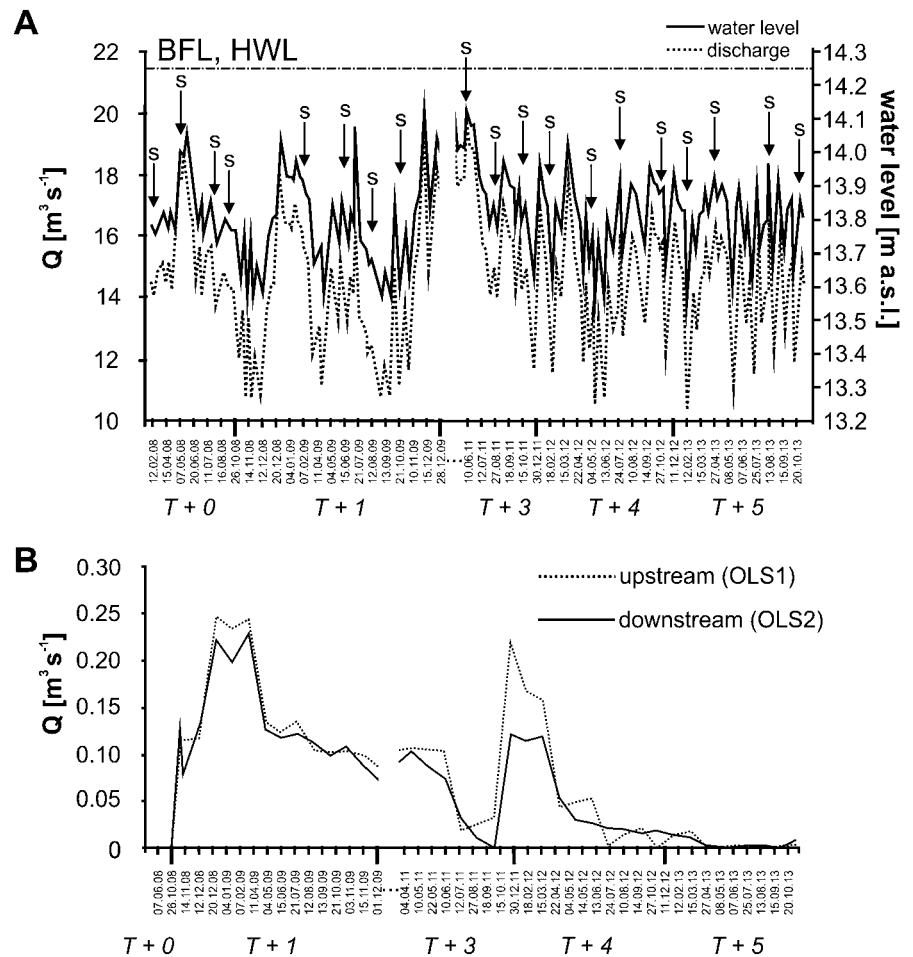 A
water level
discharge
BFL, HWL
22
20
18
16
14
12
10
Q [m³ s⁻¹]
14.3
14.2
14.1
14.0
13.9
13.8
13.7
13.6
13.5
13.4
13.3
13.2
water level [m a.s.l.]
S S S S S S S S S S S S S S S S S S S
12.02.08 15.04.08 07.05.08 20.06.08 11.07.08 16.08.08 26.10.08 14.11.08 12.12.08 20.12.08 04.01.09 07.02.09 11.04.09 04.05.09 15.06.09 21.07.09 12.08.09 13.09.09 21.10.09 10.11.09 15.12.09 28.12.09 ... 10.06.11 12.07.11 27.08.11 18.09.11 15.10.11 30.12.11 18.02.12 15.03.12 22.04.12 04.05.12 13.06.12 24.07.12 10.08.12 14.09.12 27.10.12 11.12.12 12.02.13 15.03.13 27.04.13 08.05.13 07.06.13 25.07.13 13.08.13 15.09.13 20.10.13
T + 0 T + 1 T + 3 T + 4 T + 5
B
0.30
0.25
0.20
0.15
0.10
0.05
0
Q [m³ s⁻¹]
upstream (OLS1)
downstream (OLS2)
07.06.08 26.10.08 14.11.08 12.12.08 20.12.08 04.01.09 07.02.09 11.04.09 04.05.09 15.06.09 21.07.09 12.08.09 13.09.09 21.10.09 03.11.09 15.11.09 01.12.09 ... 04.04.11 10.05.11 22.05.11 10.06.11 12.07.11 27.08.11 16.09.11 15.10.11 30.12.11 18.02.12 15.03.12 22.04.12 04.05.12 14.05.12 13.06.12 24.07.12 10.08.12 14.09.12 27.10.12 11.12.12 12.02.13 15.03.13 27.04.13 08.05.13 07.06.13 25.07.13 13.08.13 15.09.13 20.10.13
T + 0 T + 1 T + 3 T + 4 T + 5